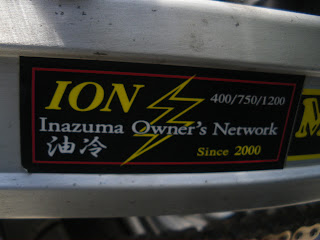 ION 400/750/1200
Inazuma Owner's Network
油冷 Since 2000
M